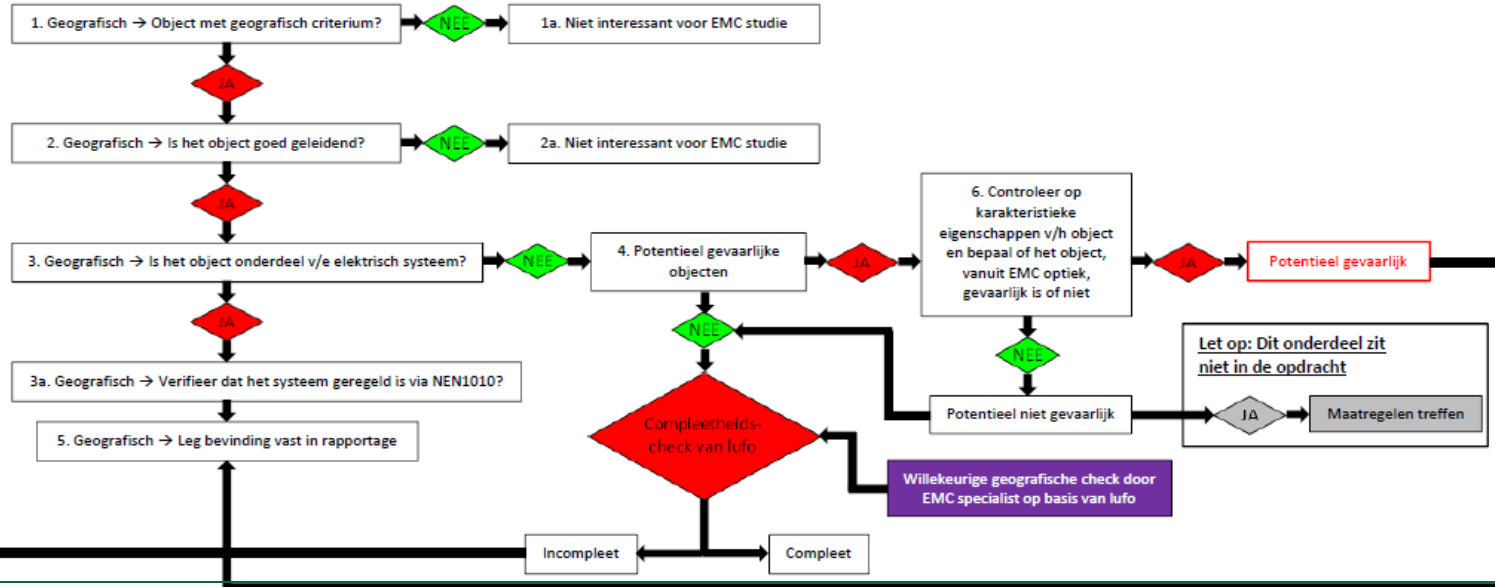 1. Geografisch → Object met geografisch criterium?
NEE
1a. Niet interessant voor EMC studie
JA
2. Geografisch → Is het object goed geleidend?
NEE
2a. Niet interessant voor EMC studie
JA
3. Geografisch → Is het object onderdeel v/e elektrisch systeem?
NEE
4. Potentieel gevaarlijke
objecten
JA
6. Controleer op
karakteristieke
eigenschappen v/h object
en bepaal of het object,
vanuit EMC optiek,
gevaarlijk is of niet
JA
Potentieel gevaarlijk
JA
NEE
NEE
Let op: Dit onderdeel zit
niet in de opdracht
3a. Geografisch → Verifieer dat het systeem geregeld is via NEN1010?
Potentieel niet gevaarlijk
JA
Maatregelen treffen
5. Geografisch → Leg bevinding vast in rapportage
Compleetheids-
check van lufo
Willekeurige geografische check door
EMC specialist op basis van lufo
Incompleet
Compleet